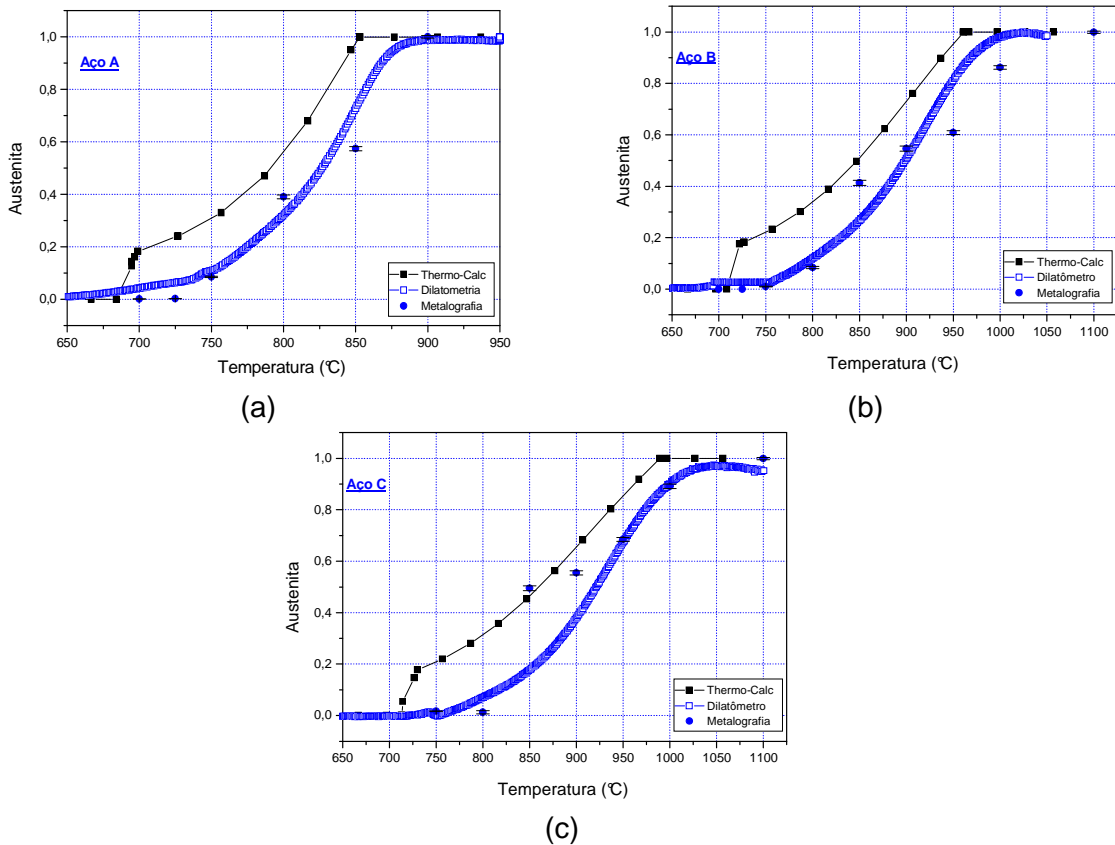 Aço A
Austenita
1,0
0,8
0,6
0,4
0,2
0,0
Thermo-Calc
Dilatometria
Metalografia
650 700 750 800 850 900 950
Temperatura (°C)
(a)
Aço B
Austenita
1,0
0,8
0,6
0,4
0,2
0,0
Thermo-Calc
Dilatômetro
Metalografia
650 700 750 800 850 900 950 1000 1050 1100
Temperatura (°C)
(b)
Aço C
Austenita
1,0
0,8
0,6
0,4
0,2
0,0
Thermo-Calc
Dilatômetro
Metalografia
650 700 750 800 850 900 950 1000 1050 1100
Temperatura (°C)
(c)